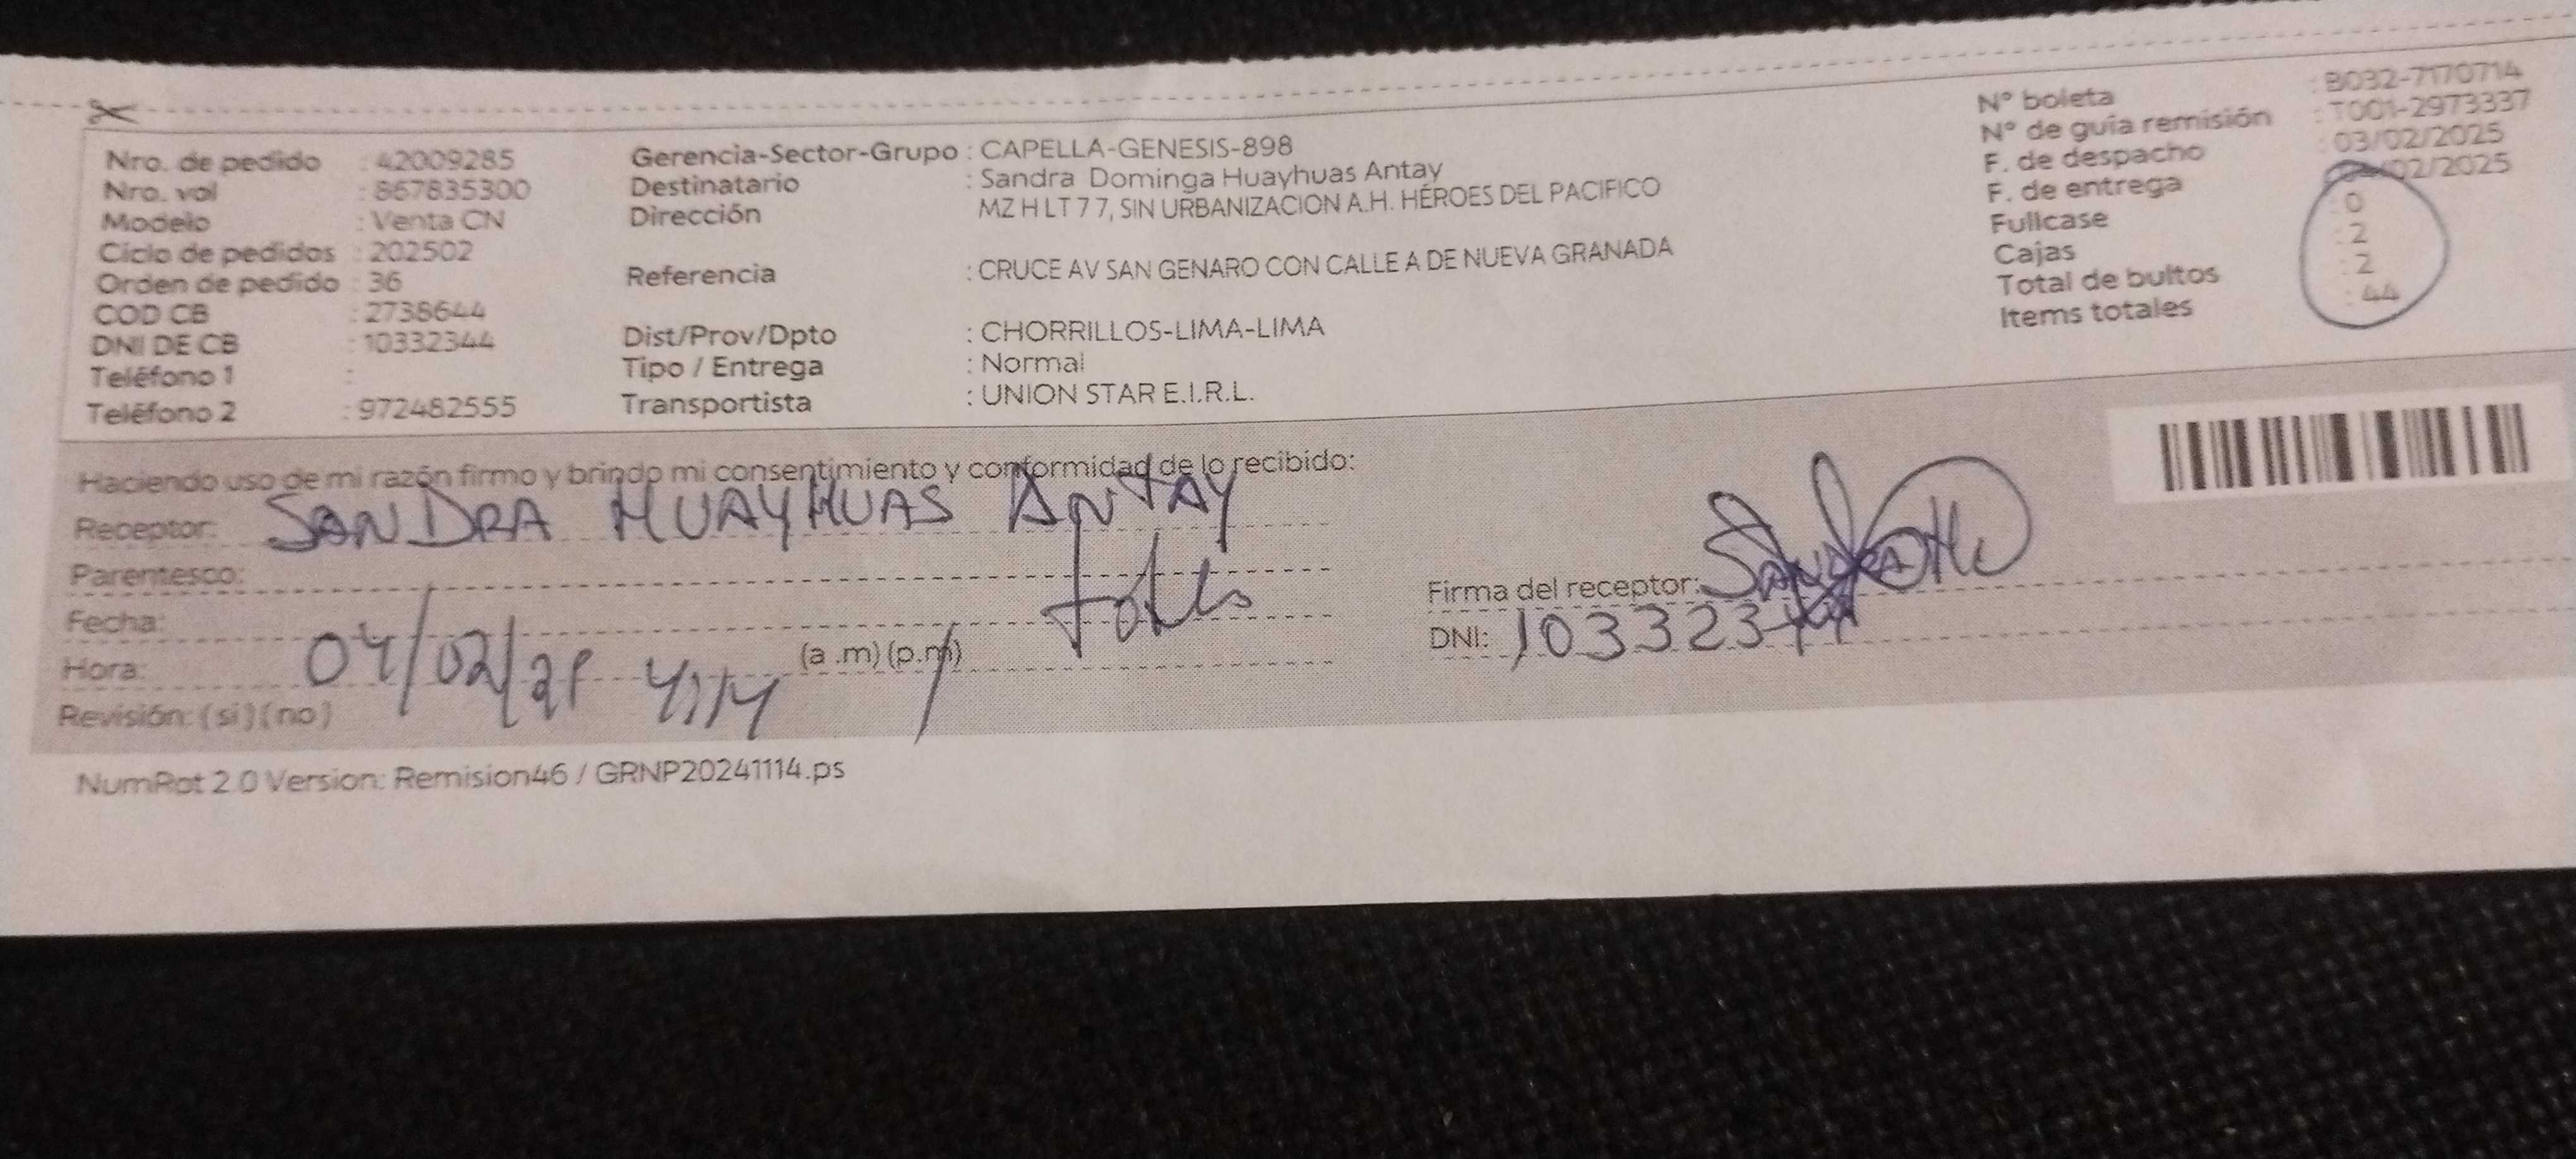 Nro. de pedido : 42009285
Nro. vol : 867835300
Modelo : Venta CN
Ciclo de pedidos : 202502
Orden de pedido : 36
COD CB : 2738644
DNI DE CB : 10332344
Teléfono 1 :
Teléfono 2 : 972482555
Gerencia-Sector-Grupo : CAPELLA-GENESIS-898
Destinatario : Sandra Dominga Huayhuas Antay
Dirección MZ H LT 7 7, SIN URBANIZACION A.H. HÉROES DEL PACIFICO
Referencia : CRUCE AV SAN GENARO CON CALLE A DE NUEVA GRANADA
Dist/Prov/Dpto : CHORRILLOS-LIMA-LIMA
Tipo / Entrega : Normal
Transportista : UNION STAR E.I.R.L.
N° boleta : B032-7170714
N° de guía remisión : T001-2973337
F. de despacho : 03/02/2025
F. de entrega /02/2025
Fullcase : 0
Cajas : 2
Total de bultos : 2
Items totales : 44
Haciendo uso de mi razón firmo y brindo mi consentimiento y conformidad de lo recibido:
Receptor: SANDRA HUAYHUAS ANTAY
Parentesco:
Fecha:
Hora: 04/02/25 (a .m) (p.m)
Revisión: (si) (no)
Firma del receptor: SANDRA
DNI: 10332344
NumRot 2.0 Version: Remision46 / GRNP20241114.ps